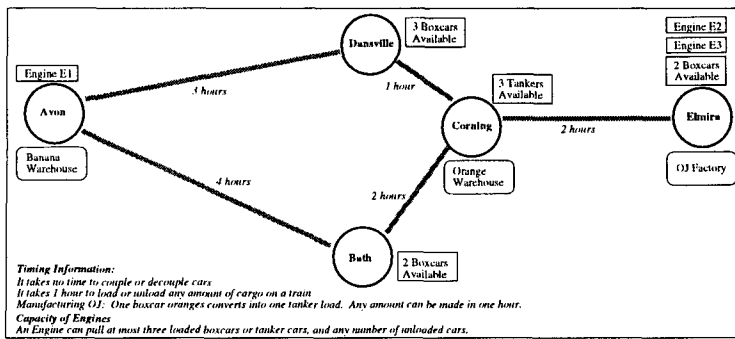 Engine E1
Avon
Banana
Warehouse
3 hours
4 hours
Dansville
3 Boxcars
Available
1 hour
Corning
3 Tankers
Available
Orange
Warehouse
2 hours
Bath
2 Boxcars
Available
2 hours
Engine E2
Engine E3
2 Boxcars
Available
Elmira
OJ Factory
Timing Information:
It takes no time to couple or decouple cars
It takes 1 hour to load or unload any amount of cargo on a train
Manufacturing OJ: One boxcar oranges converts into one tanker load. Any amount can be made in one hour.
Capacity of Engines
An Engine can pull at most three loaded boxcars or tanker cars, and any number of unloaded cars.